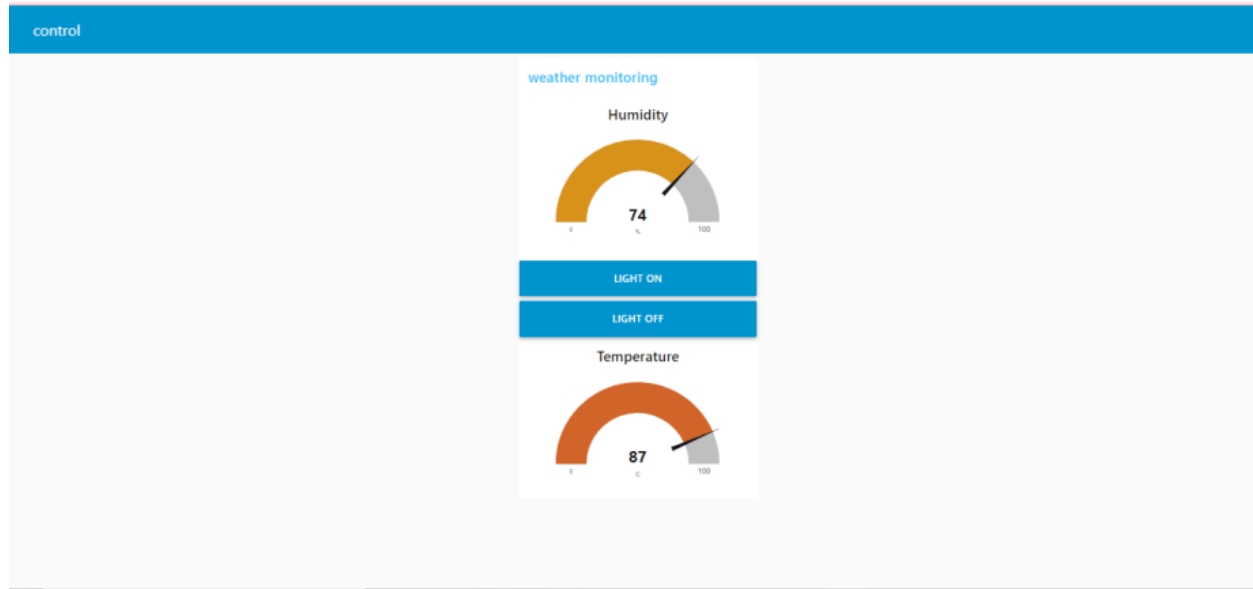 control
weather monitoring
Humidity
74
0 % 100
LIGHT ON
LIGHT OFF
Temperature
87
0 C 100